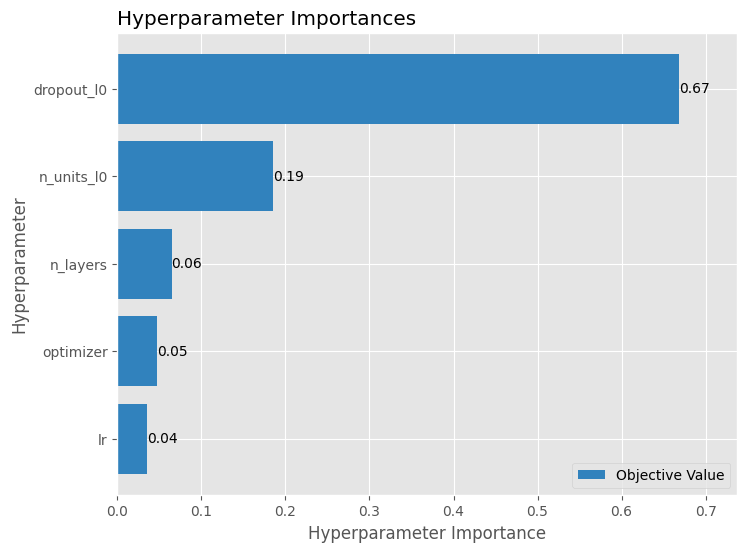 Hyperparameter Importances
Hyperparameter
dropout_l0
0.67
n_units_l0
0.19
n_layers
0.06
optimizer
0.05
lr
0.04
Objective Value
0.0
0.1
0.2
0.3
0.4
0.5
0.6
0.7
Hyperparameter Importance